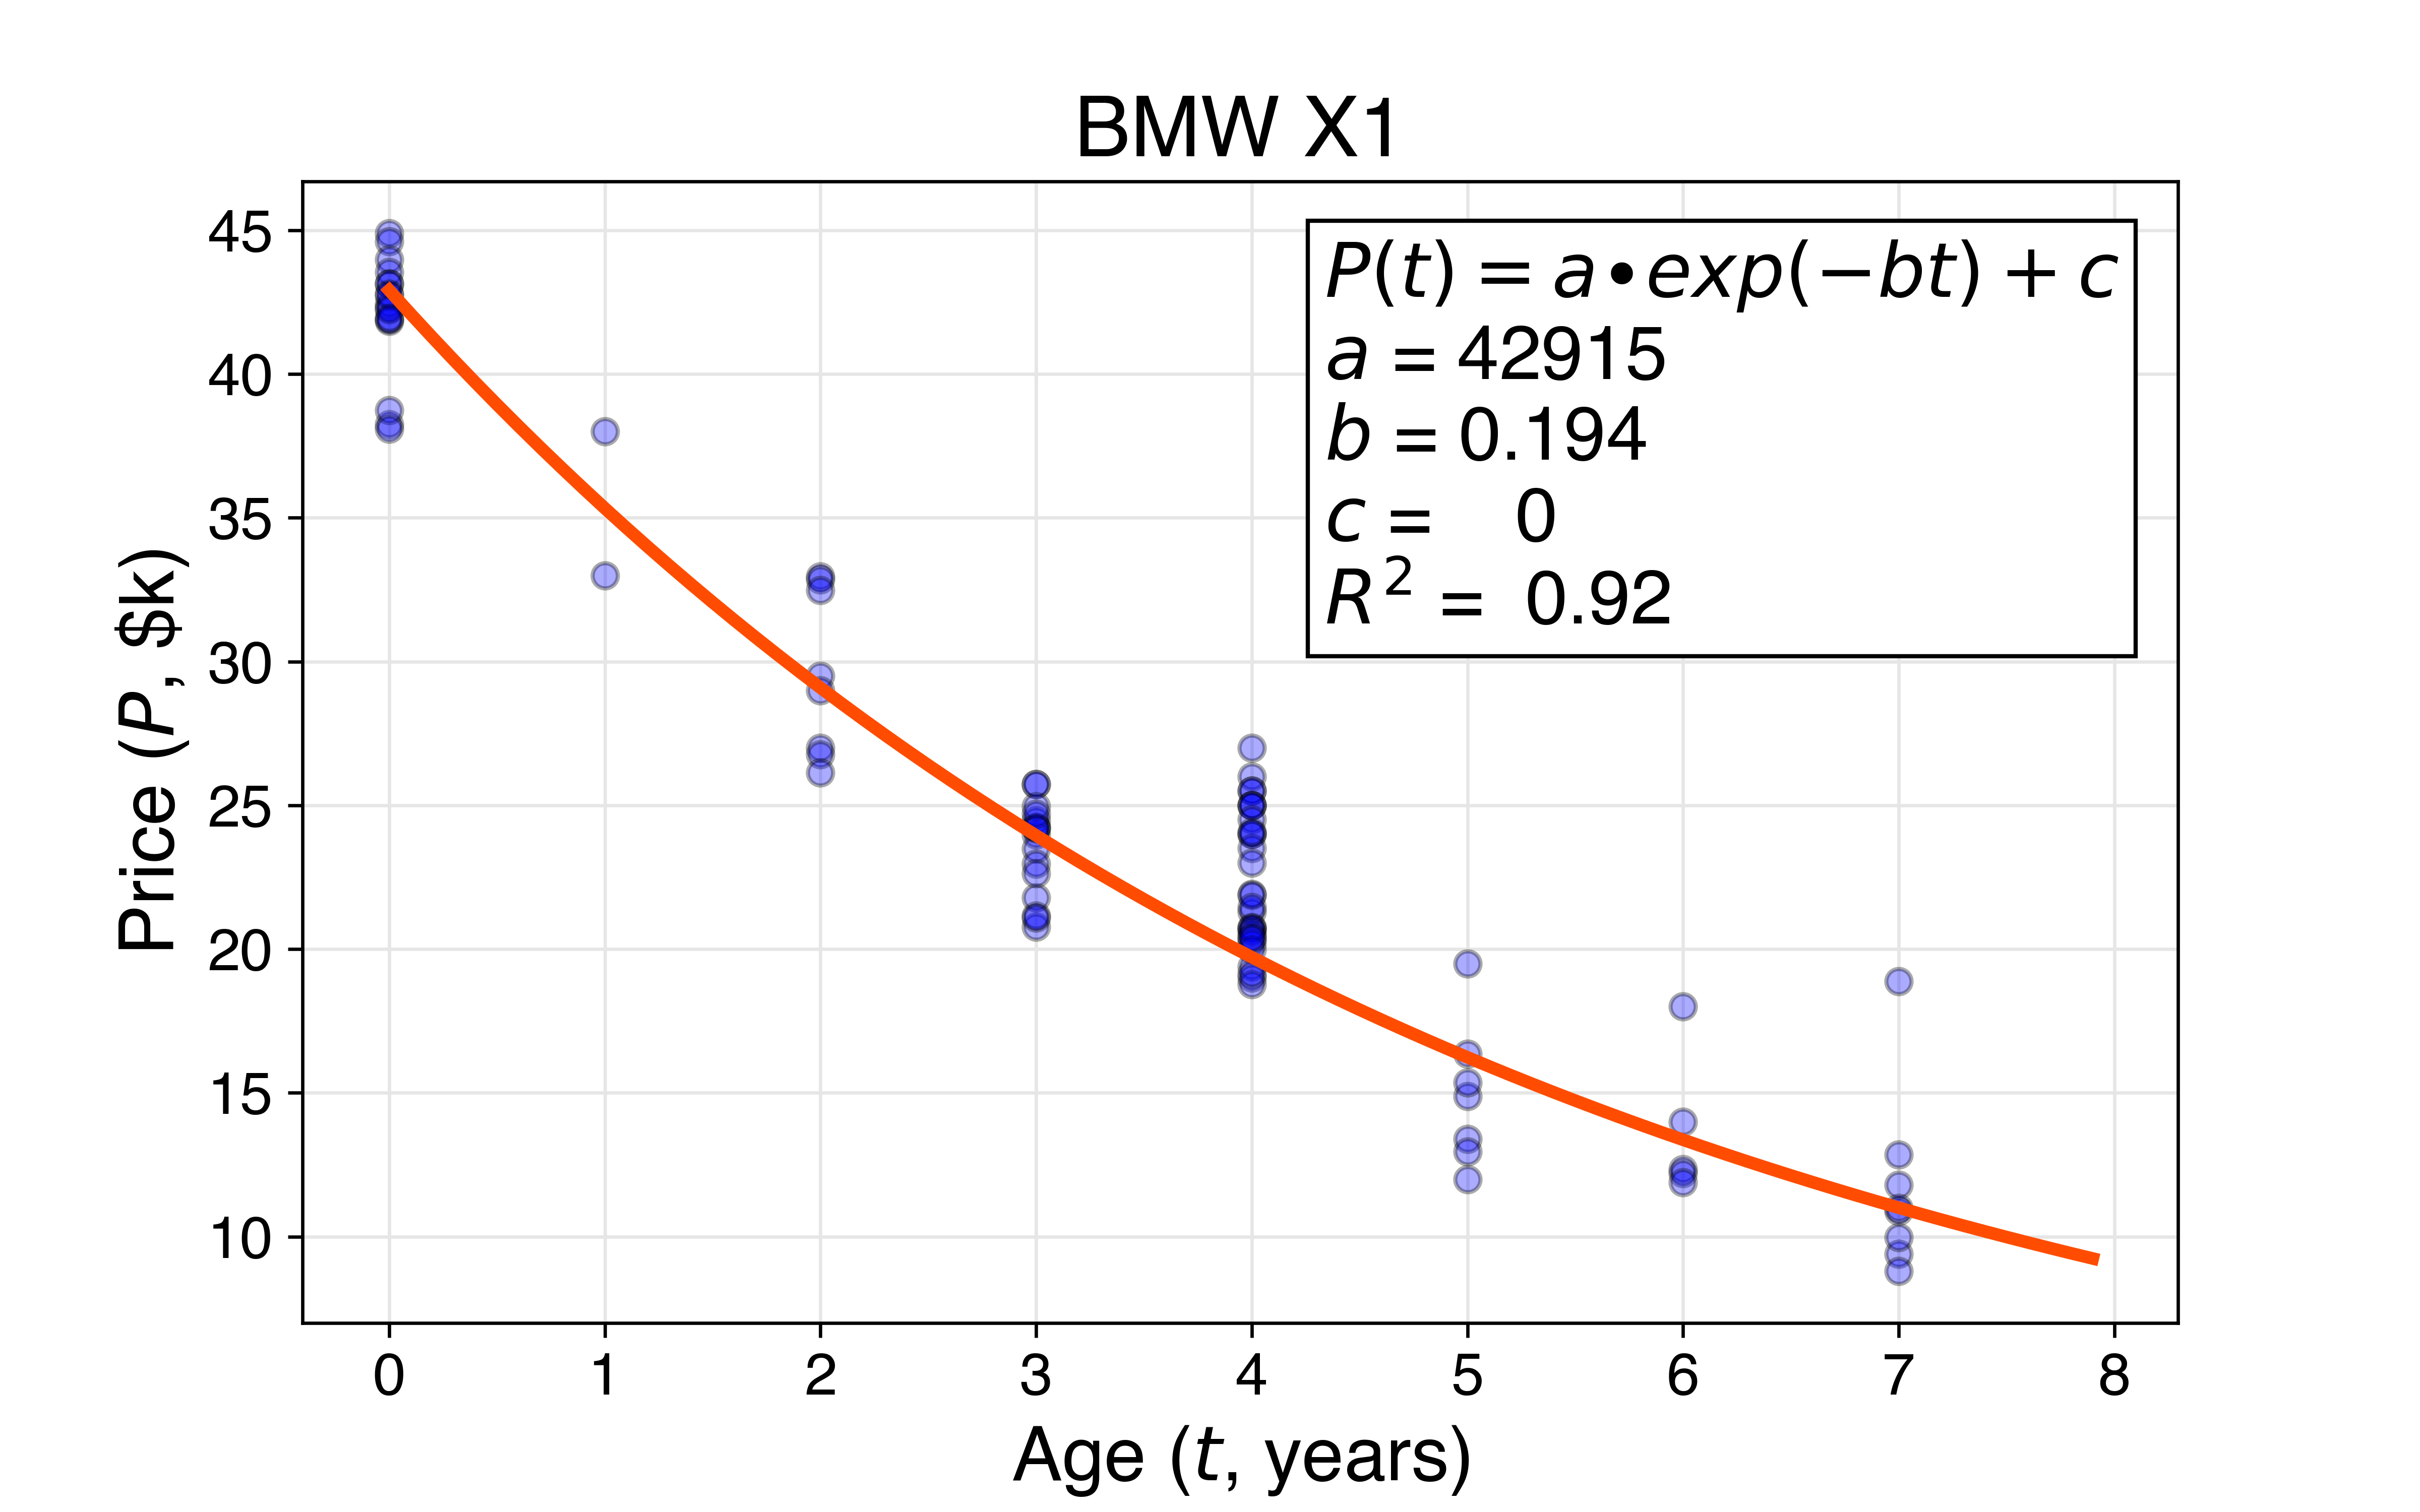 BMW X1
P(t) = a•exp(−bt) + c
a = 42915
b = 0.194
c = 0
R² = 0.92
Price (P, $k)
45
40
35
30
25
20
15
10
0 1 2 3 4 5 6 7 8
Age (t, years)